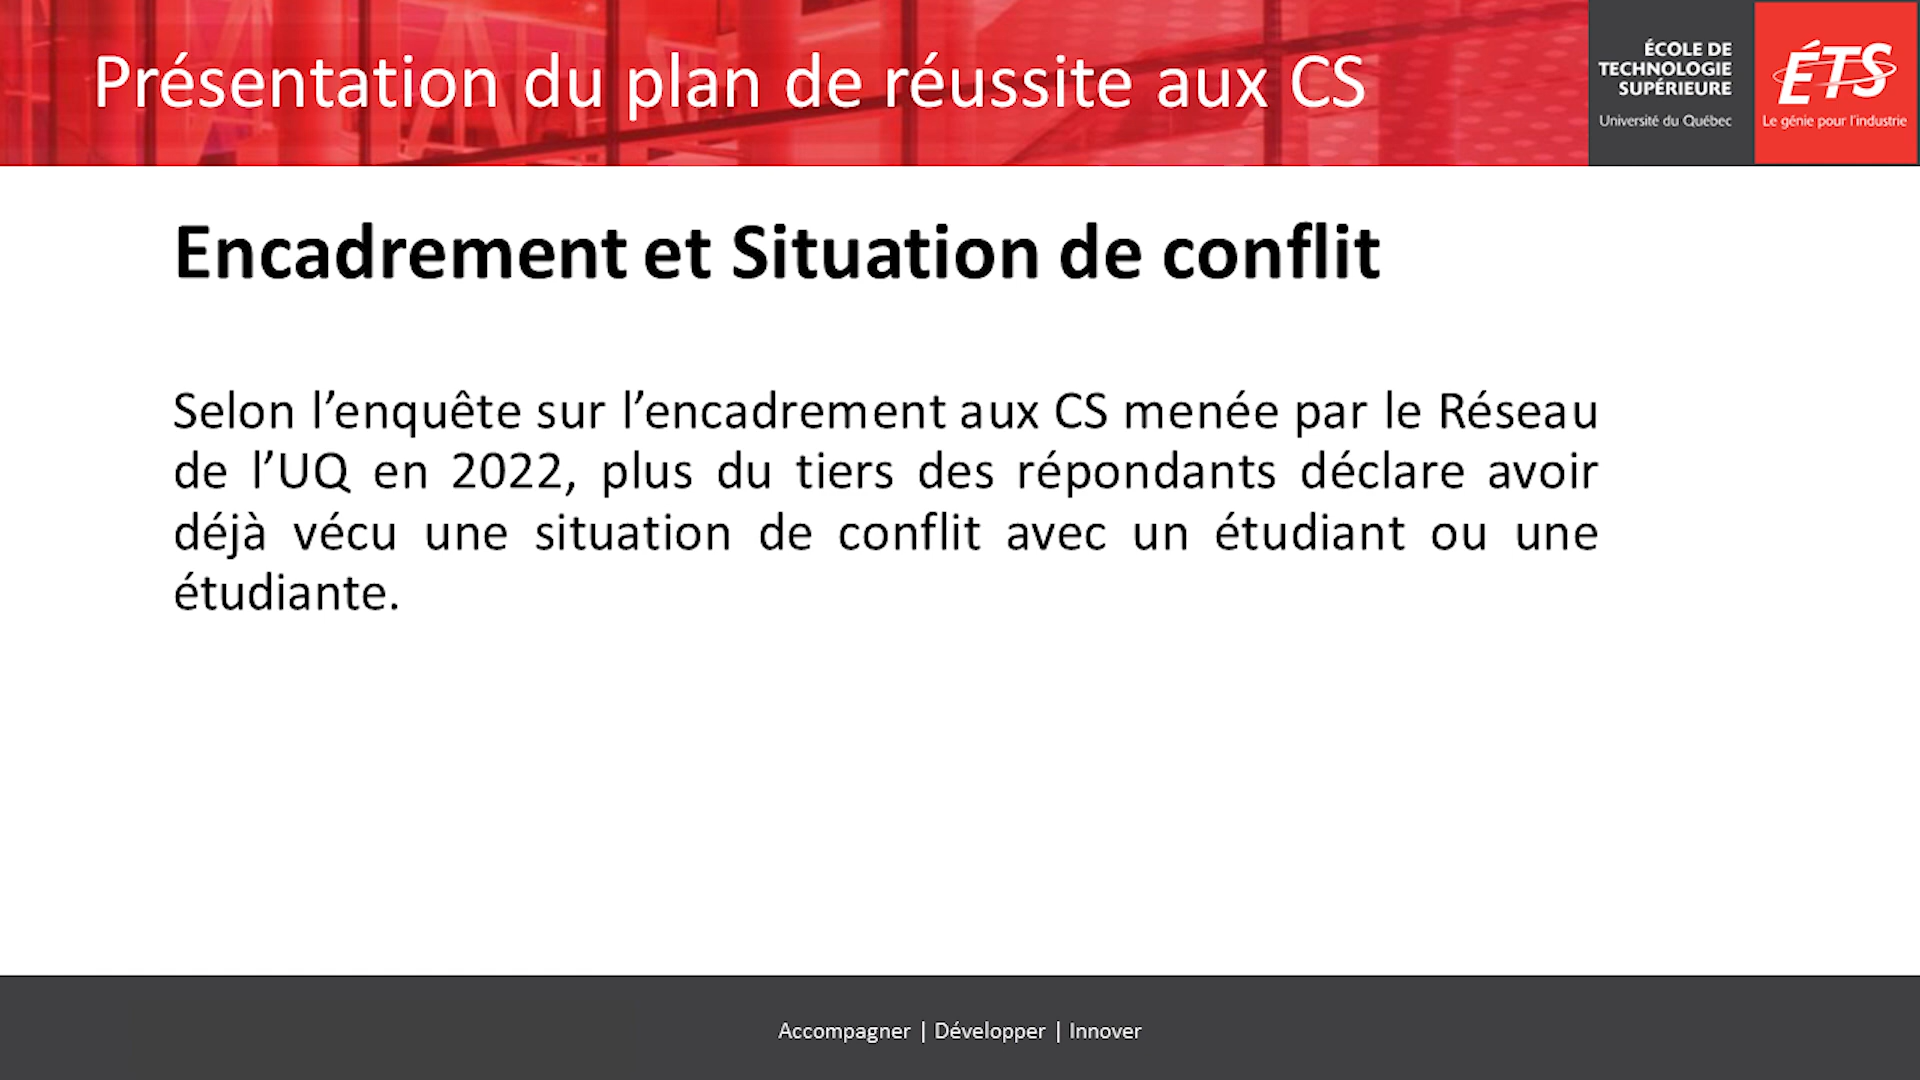 Présentation du plan de réussite aux CS
ÉCOLE DE
TECHNOLOGIE
SUPÉRIEURE
Université du Québec
ÉTS
Le génie pour l'industrie
Encadrement et Situation de conflit
Selon l’enquête sur l’encadrement aux CS menée par le Réseau
de l’UQ en 2022, plus du tiers des répondants déclare avoir
déjà vécu une situation de conflit avec un étudiant ou une
étudiante.
Accompagner | Développer | Innover